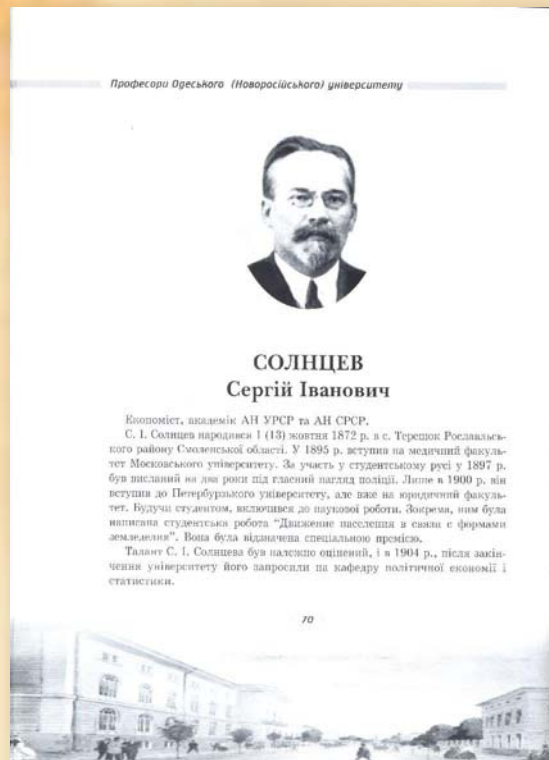 Професори Одеського (Новоросійського) університету
СОЛНЦЕВ
Сергій Іванович
Економіст, академік АН УРСР та АН СРСР.
С. І. Солнцев народився 1 (13) жовтня 1872 р. в с. Терешок Рославльсь-
кого району Смоленської області. У 1895 р. вступив на медичний факуль-
тет Московського університету. За участь у студентському русі у 1897 р.
був висланий на два роки під гласний нагляд поліції. Лише в 1900 р. він
вступив до Петербурзького університету, але вже на юридичний факуль-
тет. Будучи студентом, включився до наукової роботи. Зокрема, ним була
написана студентська робота “Движение населения в связи с формами
земледелия”. Вона була відзначена спеціальною премією.
Талант С. І. Солнцева був належно оцінений, і в 1904 р., після закін-
чення університету його запросили на кафедру політичної економії і
статистики.
70